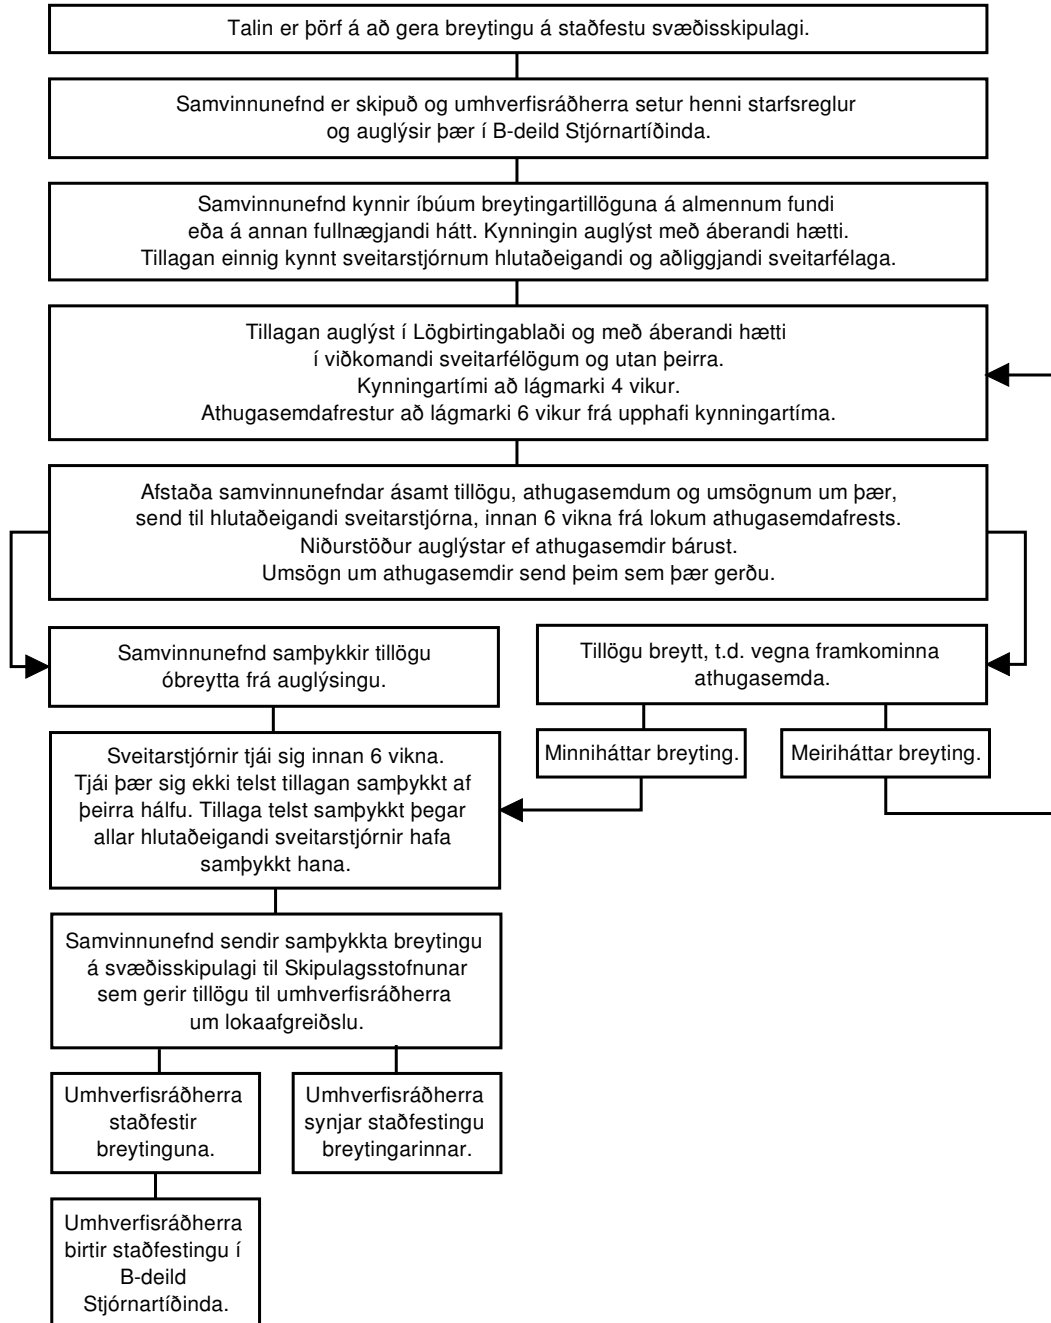 Talin er þörf á að gera breytingu á staðfestu svæðisskipulagi.
Samvinnunefnd er skipuð og umhverfisráðherra setur henni starfsreglur
og auglýsir þær í B-deild Stjórnartíðinda.
Samvinnunefnd kynnir íbúum breytingartillöguna á almennum fundi
eða á annan fullnægjandi hátt. Kynningin auglýst með áberandi hætti.
Tillagan einnig kynnt sveitarstjórnum hlutaðeigandi og aðliggjandi sveitarfélaga.
Tillagan auglýst í Lögbirtingablaði og með áberandi hætti
í viðkomandi sveitarfélögum og utan þeirra.
Kynningartími að lágmarki 4 vikur.
Athugasemdafrestur að lágmarki 6 vikur frá upphafi kynningartíma.
Afstaða samvinnunefndar ásamt tillögu, athugasemdum og umsögnum um þær,
send til hlutaðeigandi sveitarstjórna, innan 6 vikna frá lokum athugasemdafrests.
Niðurstöður auglýstar ef athugasemdir bárust.
Umsögn um athugasemdir send þeim sem þær gerðu.
Samvinnunefnd samþykkir tillögu
óbreytta frá auglýsingu.
Tillögu breytt, t.d. vegna framkominna
athugasemda.
Minniháttar breyting.
Meiriháttar breyting.
Sveitarstjórnir tjái sig innan 6 vikna.
Tjái þær sig ekki telst tillagan samþykkt af
þeirra hálfu. Tillaga telst samþykkt þegar
allar hlutaðeigandi sveitarstjórnir hafa
samþykkt hana.
Samvinnunefnd sendir samþykkta breytingu
á svæðisskipulagi til Skipulagsstofnunar
sem gerir tillögu til umhverfisráðherra
um lokaafgreiðslu.
Umhverfisráðherra
staðfestir
breytinguna.
Umhverfisráðherra
synjar staðfestingu
breytingarinnar.
Umhverfisráðherra
birtir staðfestingu í
B-deild
Stjórnartíðinda.